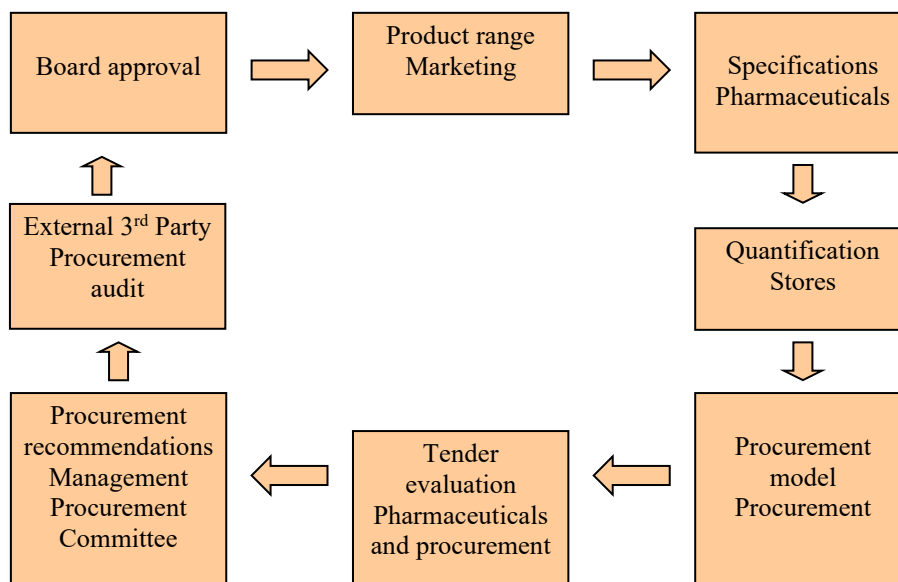 Board approval
Product range
Marketing
Specifications
Pharmaceuticals
External 3rd Party
Procurement
audit
Quantification
Stores
Procurement
recommendations
Management
Procurement
Committee
Tender
evaluation
Pharmaceuticals
and procurement
Procurement
model
Procurement